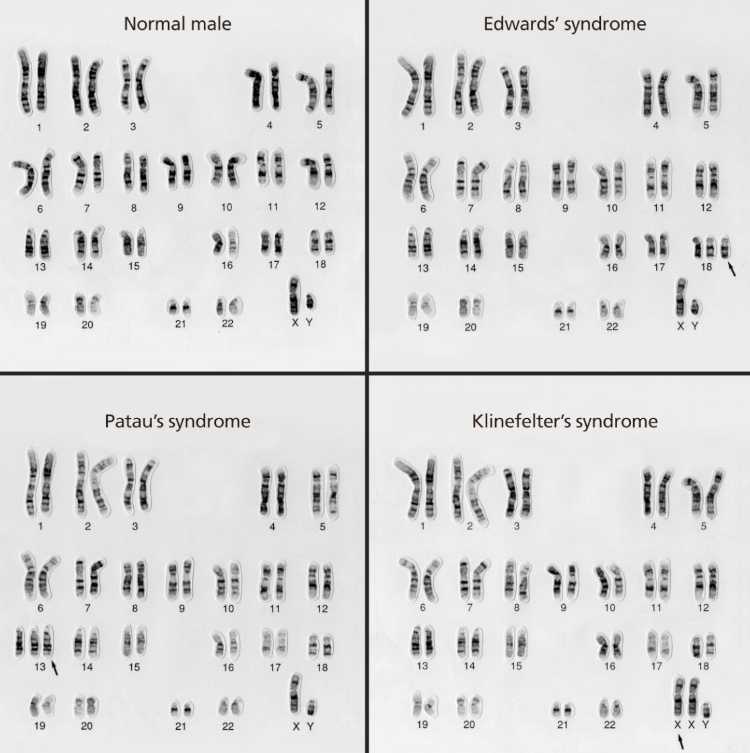 Normal male
1 2 3 4 5
6 7 8 9 10 11 12
13 14 15 16 17 18
19 20 21 22 X Y
Edwards' syndrome
1 2 3 4 5
6 7 8 9 10 11 12
13 14 15 16 17 18
19 20 21 22 X Y
Patau's syndrome
1 2 3 4 5
6 7 8 9 10 11 12
13 14 15 16 17 18
19 20 21 22 X Y
Klinefelter's syndrome
1 2 3 4 5
6 7 8 9 10 11 12
13 14 15 16 17 18
19 20 21 22 X X Y